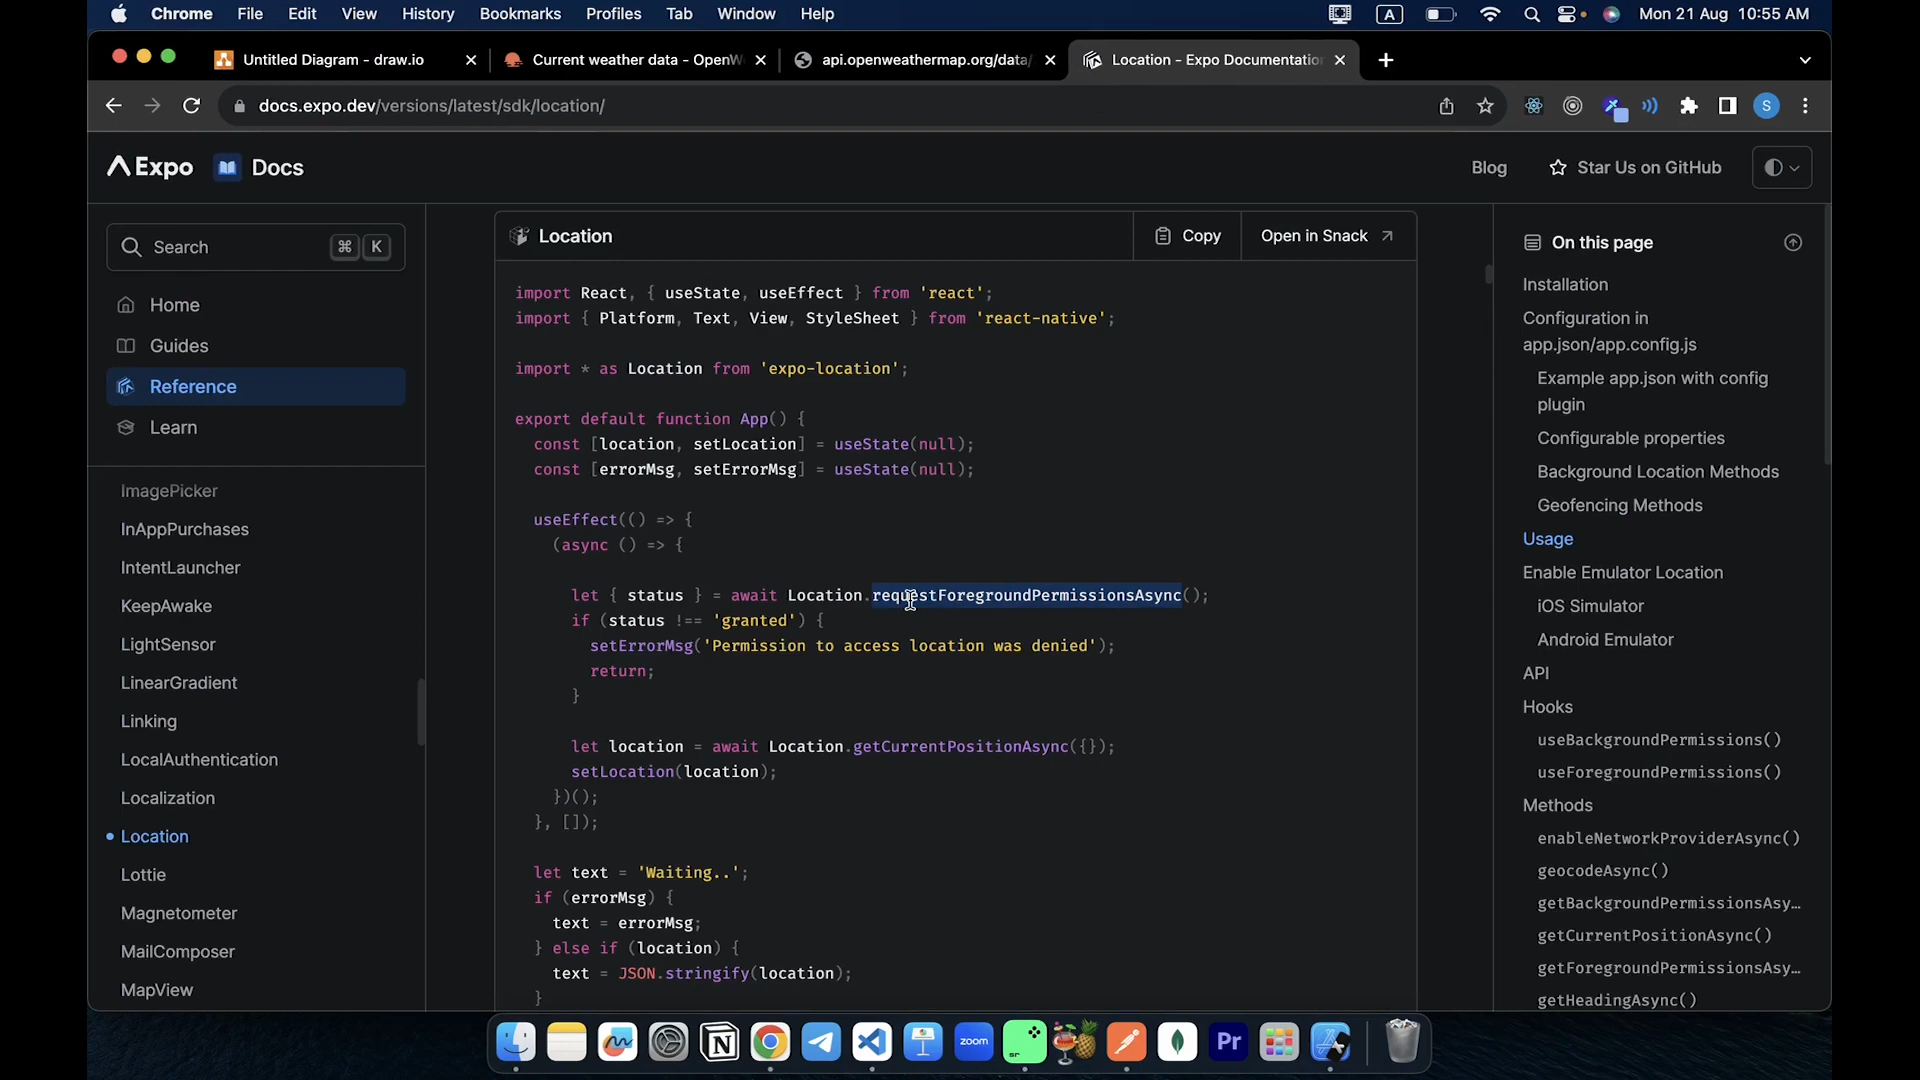 Chrome File Edit View History Bookmarks Profiles Tab Window Help A Mon 21 Aug 10:55 AM
Untitled Diagram - draw.io Current weather data - OpenW api.openweathermap.org/data/ Location - Expo Documentation
docs.expo.dev/versions/latest/sdk/location/ S
Expo Docs Blog Star Us on GitHub
Search ⌘ K
Home
Guides
Reference
Learn
ImagePicker
InAppPurchases
IntentLauncher
KeepAwake
LightSensor
LinearGradient
Linking
LocalAuthentication
Localization
Location
Lottie
Magnetometer
MailComposer
MapView
Location Copy Open in Snack
import React, { useState, useEffect } from 'react';
import { Platform, Text, View, StyleSheet } from 'react-native';
import * as Location from 'expo-location';
export default function App() {
const [location, setLocation] = useState(null);
const [errorMsg, setErrorMsg] = useState(null);
useEffect(() => {
(async () => {
let { status } = await Location.requestForegroundPermissionsAsync();
if (status !== 'granted') {
setErrorMsg('Permission to access location was denied');
return;
}
let location = await Location.getCurrentPositionAsync({});
setLocation(location);
})();
}, []);
let text = 'Waiting..';
if (errorMsg) {
text = errorMsg;
} else if (location) {
text = JSON.stringify(location);
}
On this page
Installation
Configuration in
app.json/app.config.js
Example app.json with config
plugin
Configurable properties
Background Location Methods
Geofencing Methods
Usage
Enable Emulator Location
iOS Simulator
Android Emulator
API
Hooks
useBackgroundPermissions()
useForegroundPermissions()
Methods
enableNetworkProviderAsync()
geocodeAsync()
getBackgroundPermissionsAsy…
getCurrentPositionAsync()
getForegroundPermissionsAsy…
getHeadingAsync()
zoom sr Pr